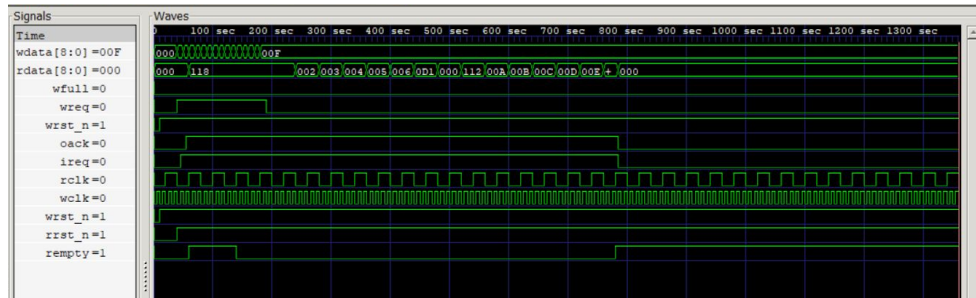 Signals
Waves
Time
100 sec 200 sec 300 sec 400 sec 500 sec 600 sec 700 sec 800 sec 900 sec 1000 sec 1100 sec 1200 sec 1300 sec
wdata[8:0]=00F
000 00F
rdata[8:0]=000
000 118 002 003 004 005 006 0D1 000 112 00A 00B 00C 00D 00E + 000
wfull=0
wreq=0
wrst_n=1
oack=0
ireq=0
rclk=0
wclk=0
wrst_n=1
rrst_n=1
rempty=1